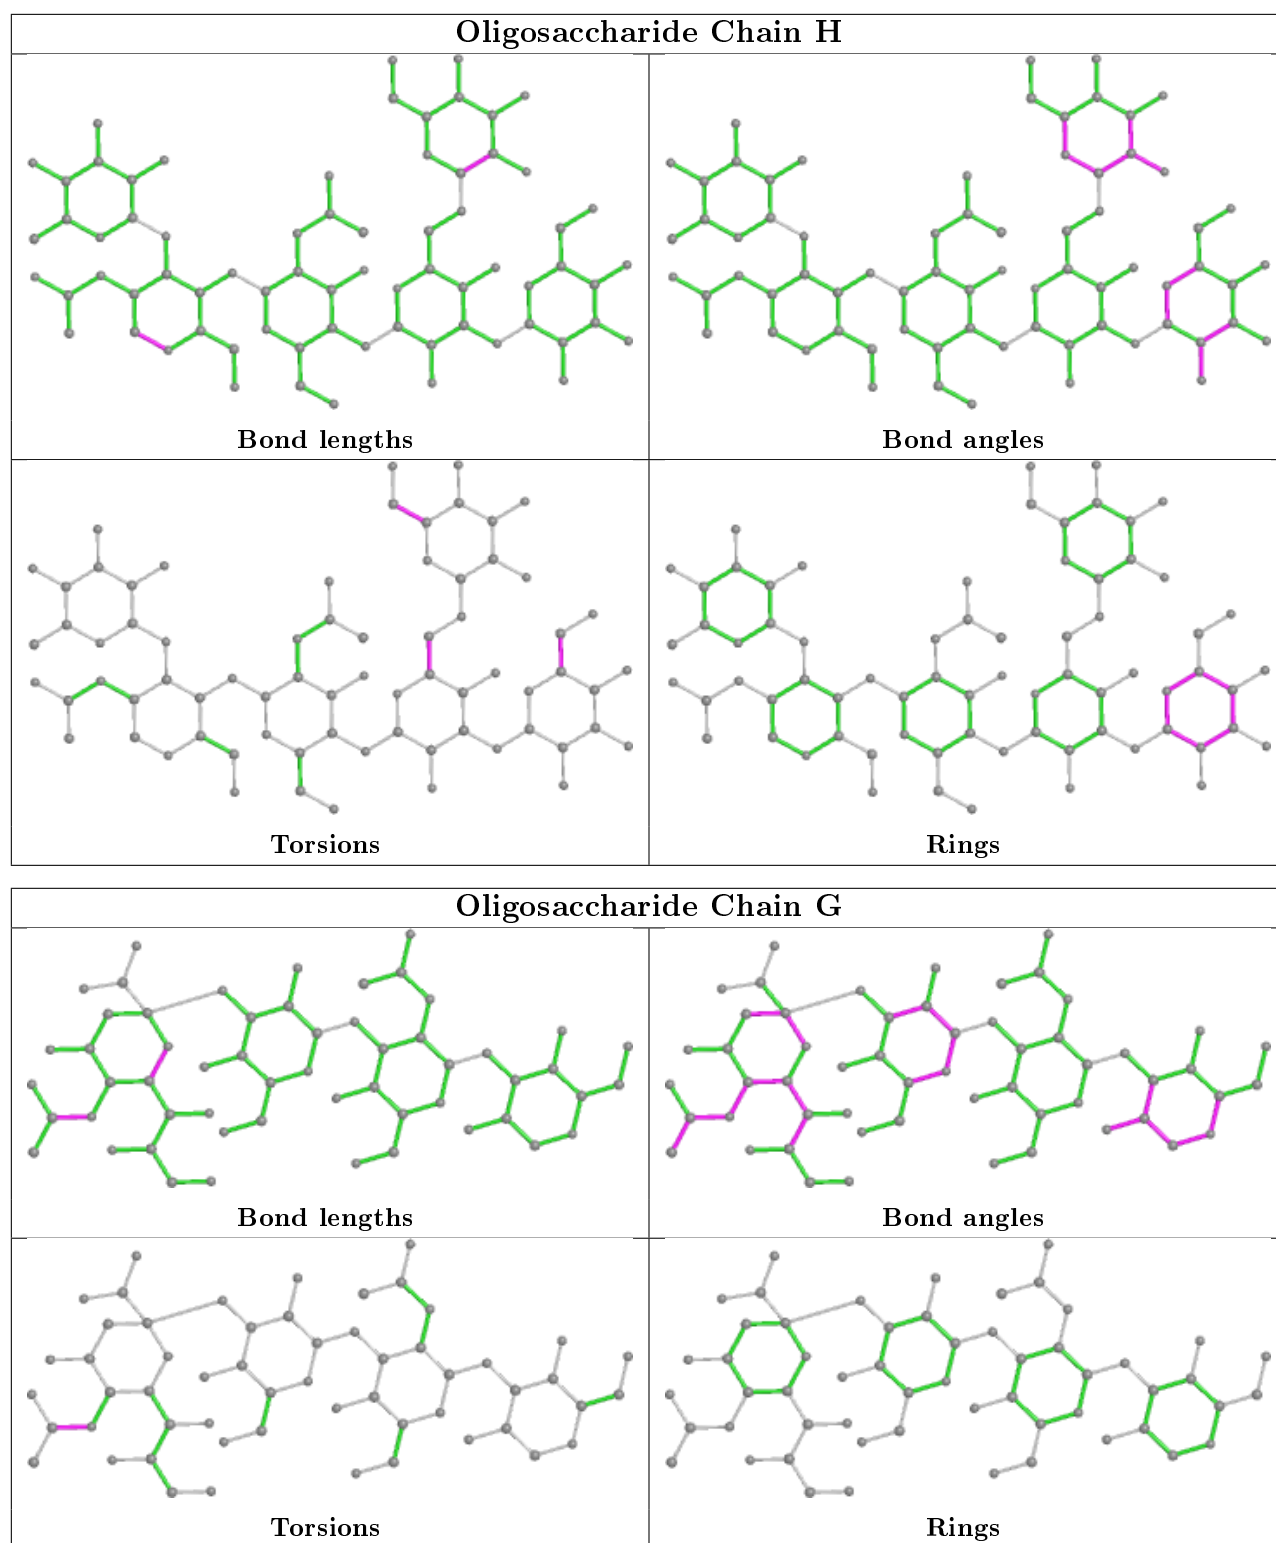 Oligosaccharide Chain H
Bond lengths
Bond angles
Torsions
Rings
Oligosaccharide Chain G
Bond lengths
Bond angles
Torsions
Rings